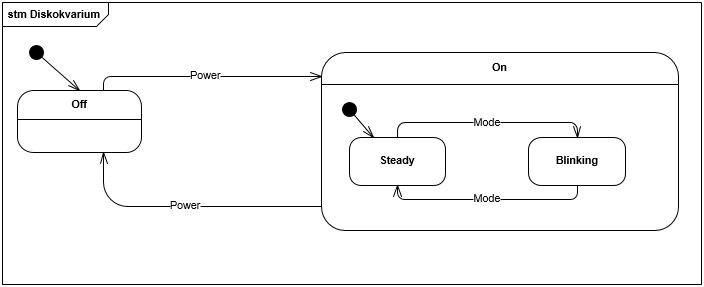 stm Diskokvarium
Off
Power
On
Mode
Steady
Blinking
Mode
Power